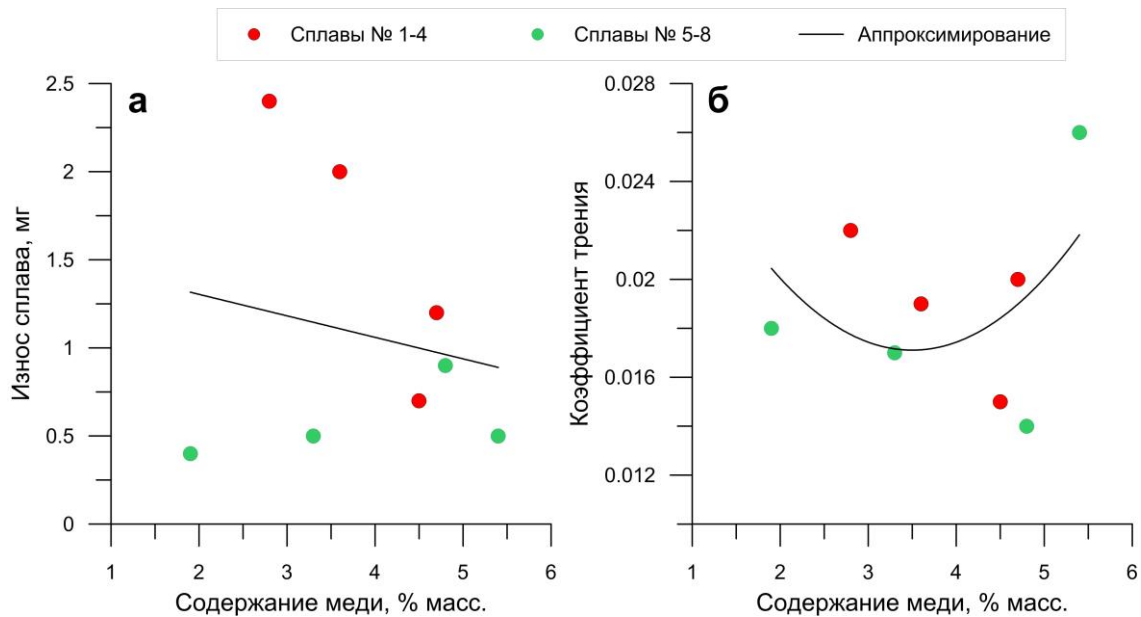 Сплавы № 1-4
Сплавы № 5-8
Аппроксимирование
а
Износ сплава, мг
2.5
2
1.5
1
0.5
0
1
2
3
4
5
6
Содержание меди, % масс.
б
Коэффициент трения
0.028
0.024
0.02
0.016
0.012
1
2
3
4
5
6
Содержание меди, % масс.